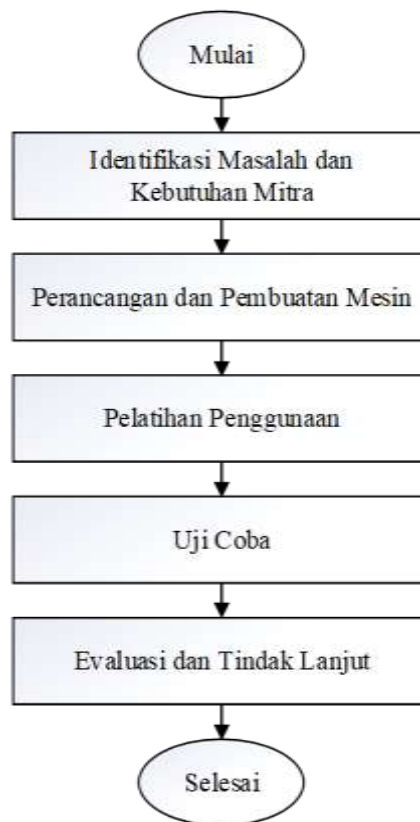 Mulai
Identifikasi Masalah dan
Kebutuhan Mitra
Perancangan dan Pembuatan Mesin
Pelatihan Penggunaan
Uji Coba
Evaluasi dan Tindak Lanjut
Selesai